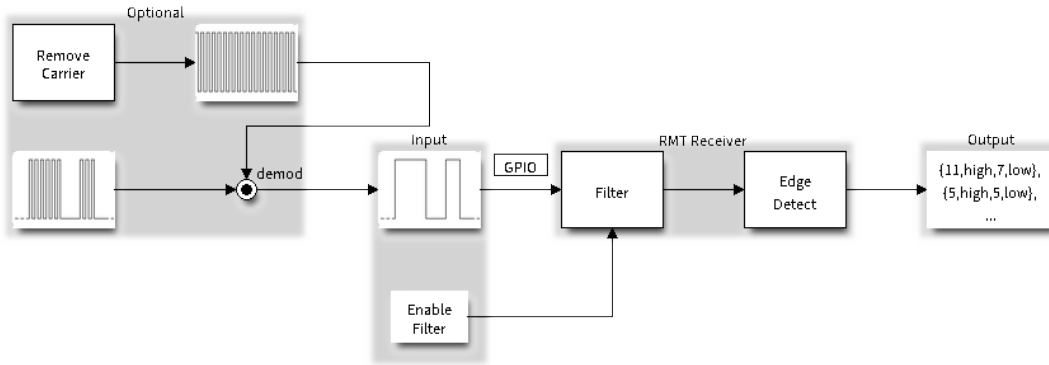 Optional
Remove
Carrier
demod
Input
GPIO
Enable
Filter
RMT Receiver
Filter
Edge
Detect
Output
{11,high,7,low},
{5,high,5,low},
...